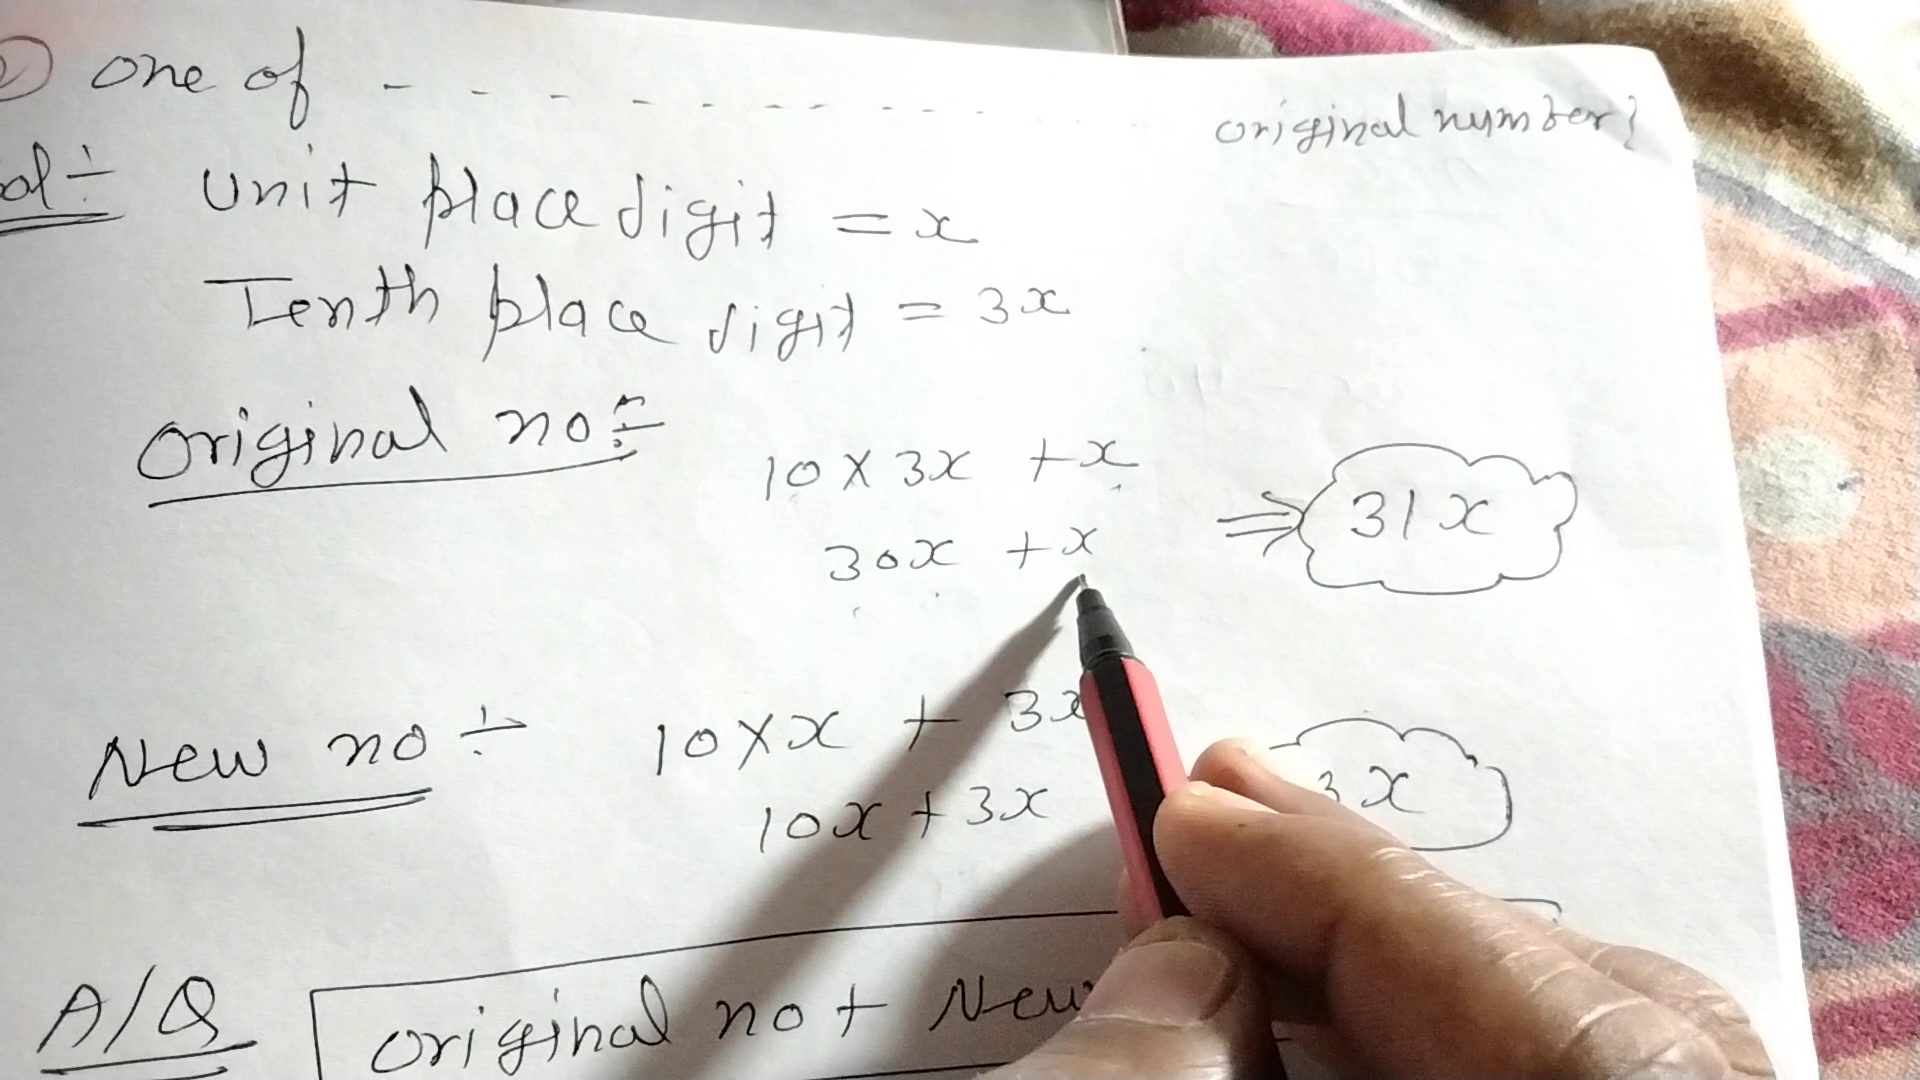 one of - - - - - - - - - - original number?
Unit place digit = x
Tenth place digit = 3x
Original no÷
10 X 3x + x
30x + x
⇒ 31x
New no ÷ 10 X x + 3x
10x + 3x
3x
A/Q
Original no + New